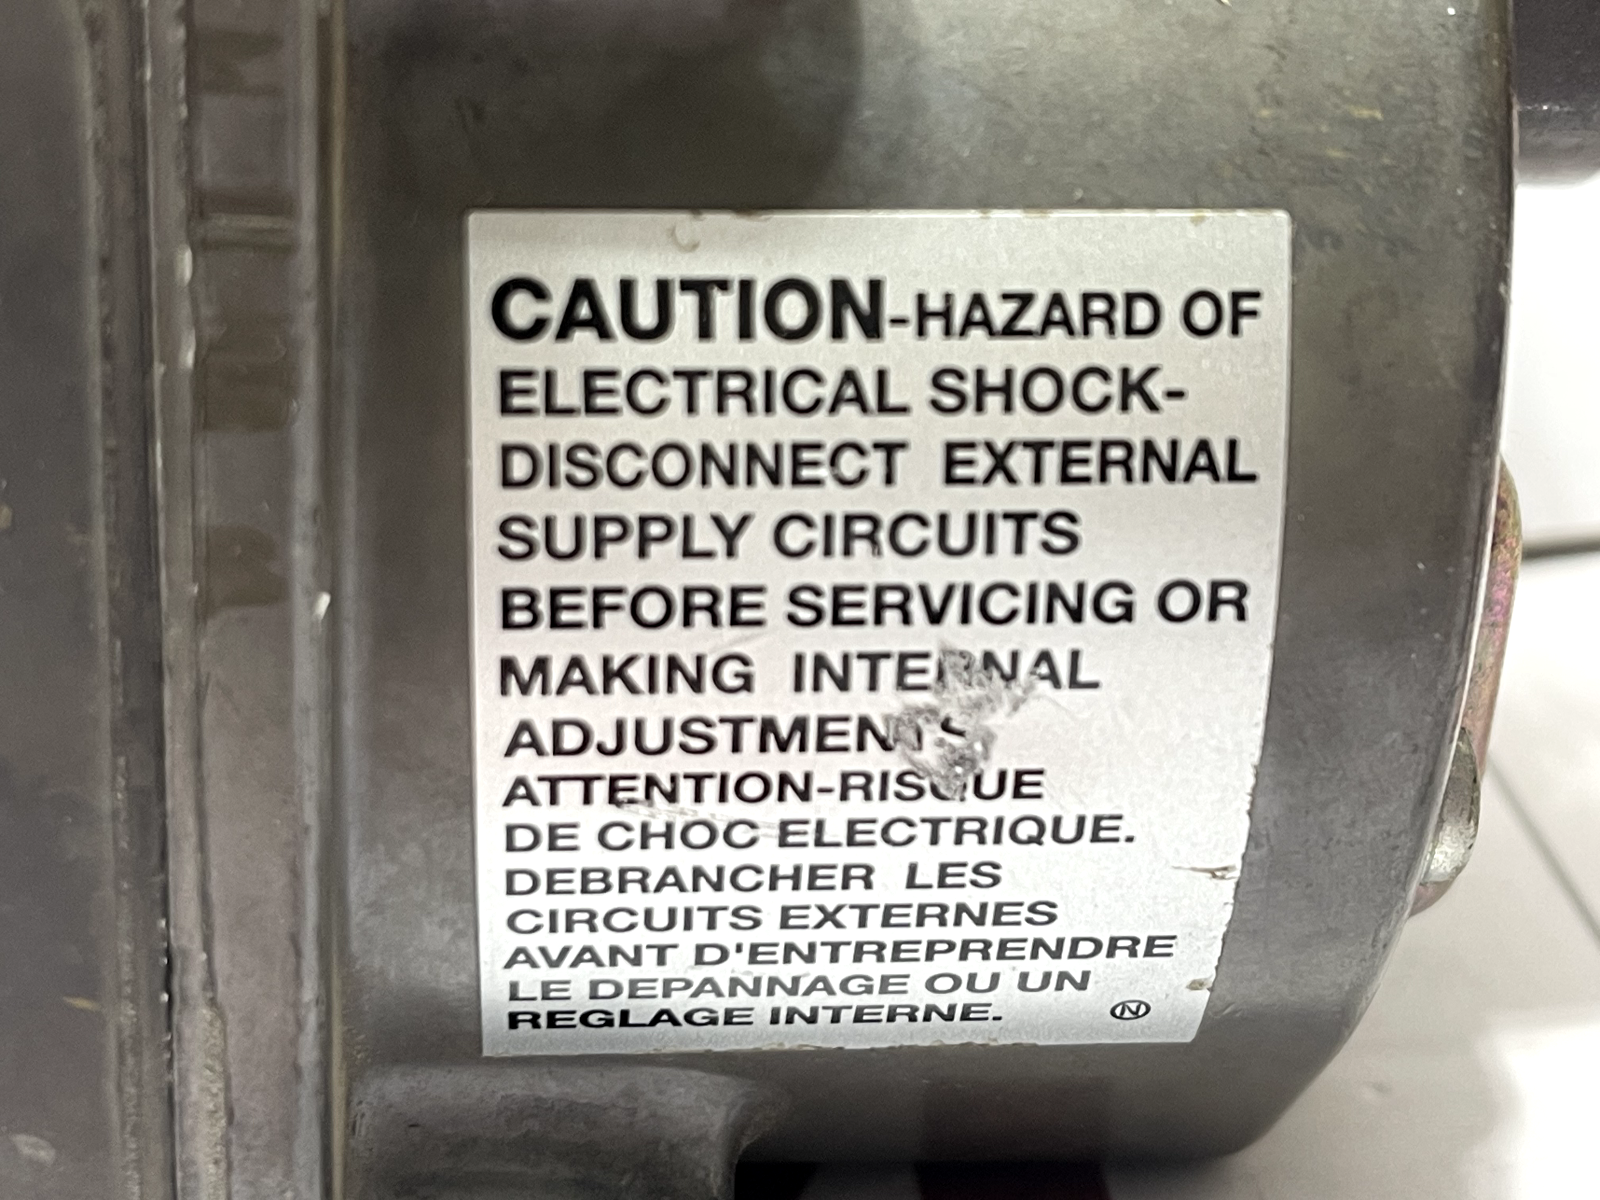 CAUTION-HAZARD OF
ELECTRICAL SHOCK-
DISCONNECT EXTERNAL
SUPPLY CIRCUITS
BEFORE SERVICING OR
MAKING INTERNAL
ADJUSTMENTS
ATTENTION-RISQUE
DE CHOC ELECTRIQUE.
DEBRANCHER LES
CIRCUITS EXTERNES
AVANT D'ENTREPRENDRE
LE DEPANNAGE OU UN
REGLAGE INTERNE. Ⓝ